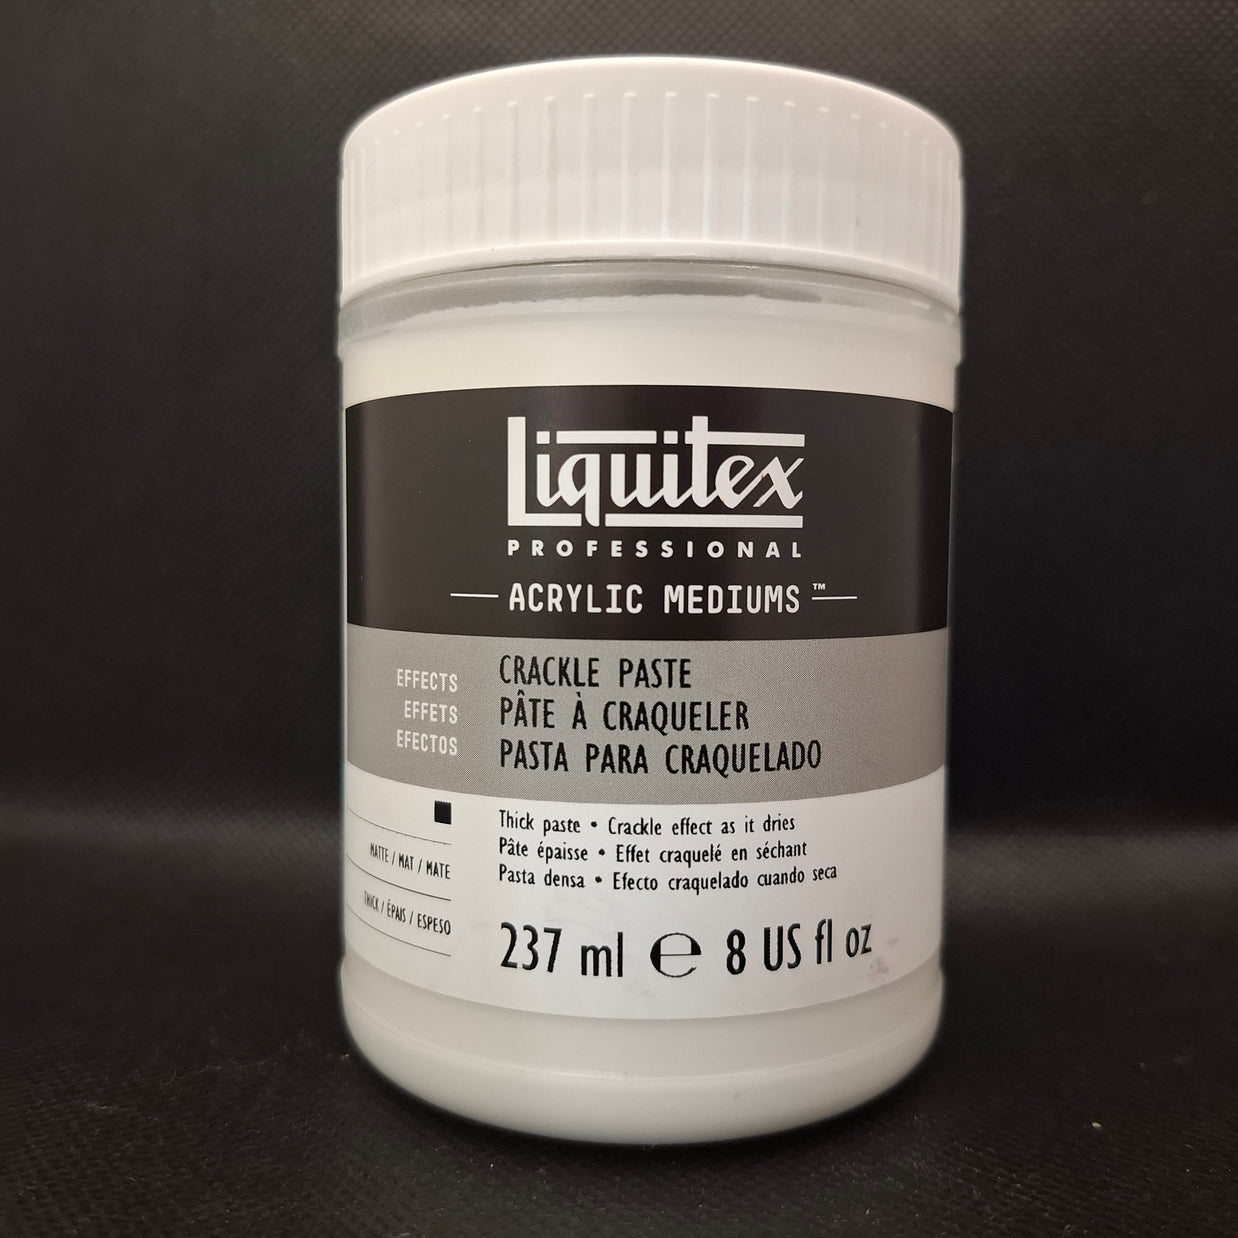 Liquitex
PROFESSIONAL
ACRYLIC MEDIUMS™
EFFECTS
EFFETS
EFECTOS
CRACKLE PASTE
PÂTE À CRAQUELER
PASTA PARA CRAQUELADO
MATTE / MAT / MATE
THICK / ÉPAIS / ESPESO
Thick paste • Crackle effect as it dries
Pâte épaisse • Effet craquelé en séchant
Pasta densa • Efecto craquelado cuando seca
237 ml ℮ 8 US fl oz